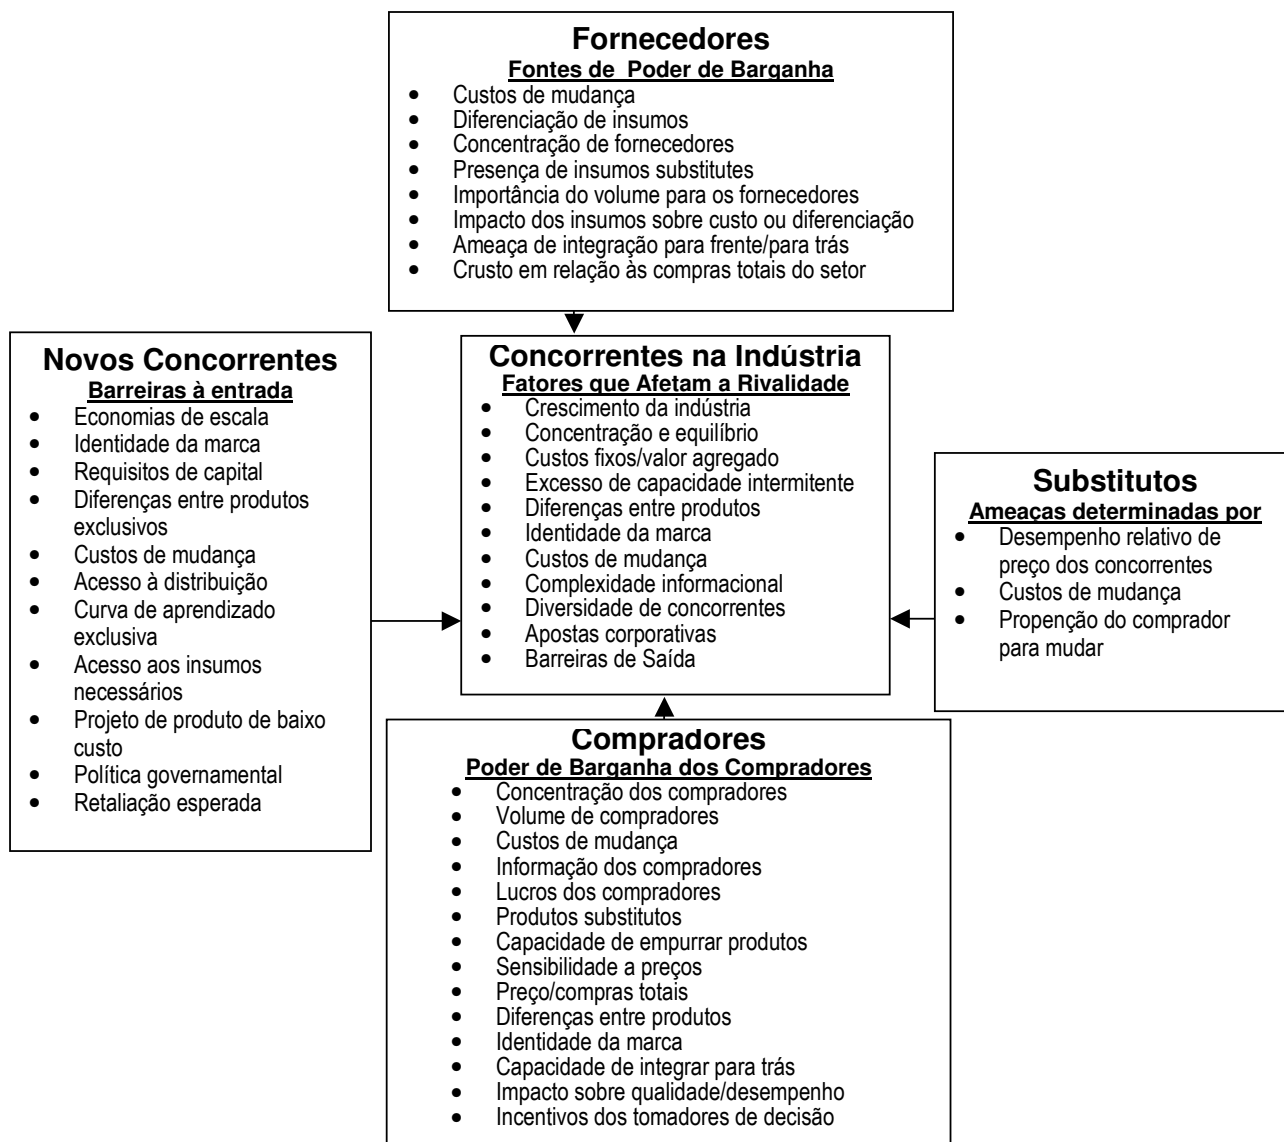 Fornecedores
Fontes de Poder de Barganha
• Custos de mudança
• Diferenciação de insumos
• Concentração de fornecedores
• Presença de insumos substitutes
• Importância do volume para os fornecedores
• Impacto dos insumos sobre custo ou diferenciação
• Ameaça de integração para frente/para trás
• Crusto em relação às compras totais do setor
Novos Concorrentes
Barreiras à entrada
• Economias de escala
• Identidade da marca
• Requisitos de capital
• Diferenças entre produtos
exclusivos
• Custos de mudança
• Acesso à distribuição
• Curva de aprendizado
exclusiva
• Acesso aos insumos
necessários
• Projeto de produto de baixo
custo
• Política governamental
• Retaliação esperada
Concorrentes na Indústria
Fatores que Afetam a Rivalidade
• Crescimento da indústria
• Concentração e equilíbrio
• Custos fixos/valor agregado
• Excesso de capacidade intermitente
• Diferenças entre produtos
• Identidade da marca
• Custos de mudança
• Complexidade informacional
• Diversidade de concorrentes
• Apostas corporativas
• Barreiras de Saída
Substitutos
Ameaças determinadas por
• Desempenho relativo de
preço dos concorrentes
• Custos de mudança
• Propenção do comprador
para mudar
Compradores
Poder de Barganha dos Compradores
• Concentração dos compradores
• Volume de compradores
• Custos de mudança
• Informação dos compradores
• Lucros dos compradores
• Produtos substitutos
• Capacidade de empurrar produtos
• Sensibilidade a preços
• Preço/compras totais
• Diferenças entre produtos
• Identidade da marca
• Capacidade de integrar para trás
• Impacto sobre qualidade/desempenho
• Incentivos dos tomadores de decisão